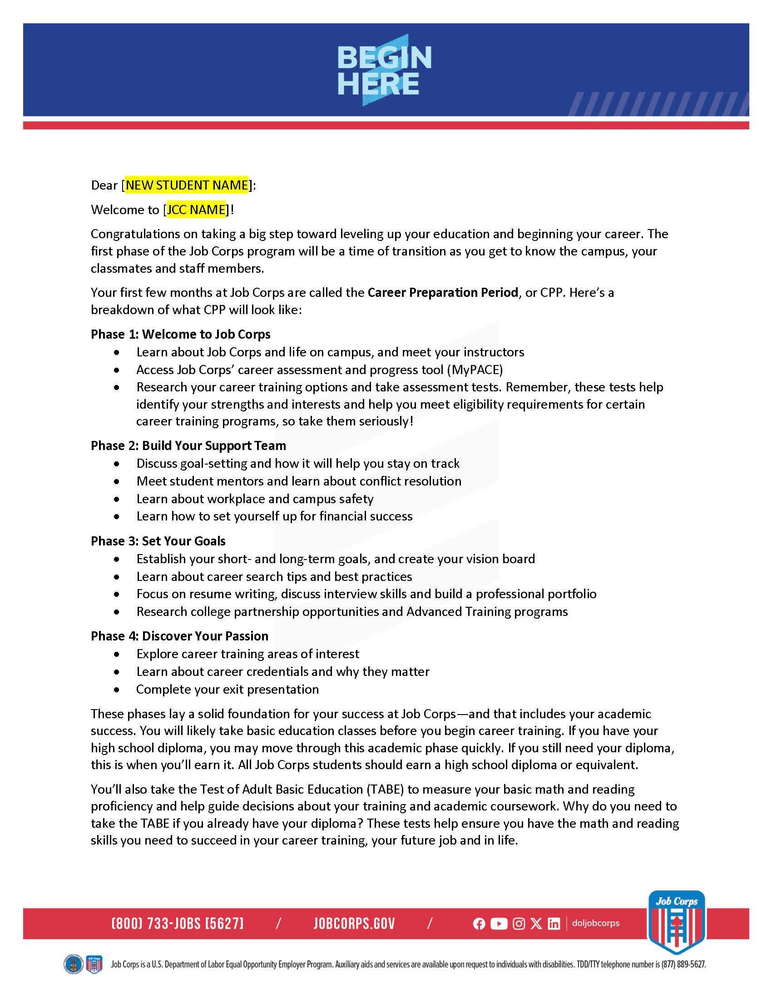 BEGIN
HERE
Dear [NEW STUDENT NAME]:
Welcome to [JCC NAME]!
Congratulations on taking a big step toward leveling up your education and beginning your career. The
first phase of the Job Corps program will be a time of transition as you get to know the campus, your
classmates and staff members.
Your first few months at Job Corps are called the Career Preparation Period, or CPP. Here’s a
breakdown of what CPP will look like:
Phase 1: Welcome to Job Corps
• Learn about Job Corps and life on campus, and meet your instructors
• Access Job Corps’ career assessment and progress tool (MyPACE)
• Research your career training options and take assessment tests. Remember, these tests help
identify your strengths and interests and help you meet eligibility requirements for certain
career training programs, so take them seriously!
Phase 2: Build Your Support Team
• Discuss goal-setting and how it will help you stay on track
• Meet student mentors and learn about conflict resolution
• Learn about workplace and campus safety
• Learn how to set yourself up for financial success
Phase 3: Set Your Goals
• Establish your short- and long-term goals, and create your vision board
• Learn about career search tips and best practices
• Focus on resume writing, discuss interview skills and build a professional portfolio
• Research college partnership opportunities and Advanced Training programs
Phase 4: Discover Your Passion
• Explore career training areas of interest
• Learn about career credentials and why they matter
• Complete your exit presentation
These phases lay a solid foundation for your success at Job Corps—and that includes your academic
success. You will likely take basic education classes before you begin career training. If you have your
high school diploma, you may move through this academic phase quickly. If you still need your diploma,
this is when you’ll earn it. All Job Corps students should earn a high school diploma or equivalent.
You’ll also take the Test of Adult Basic Education (TABE) to measure your basic math and reading
proficiency and help guide decisions about your training and academic coursework. Why do you need to
take the TABE if you already have your diploma? These tests help ensure you have the math and reading
skills you need to succeed in your career training, your future job and in life.
Job Corps
(800) 733-JOBS [5627] / JOBCORPS.GOV / doljobcorps
Job Corps
Job Corps is a U.S. Department of Labor Equal Opportunity Employer Program. Auxiliary aids and services are available upon request to individuals with disabilities. TDD/TTY telephone number is (877) 889-5627.